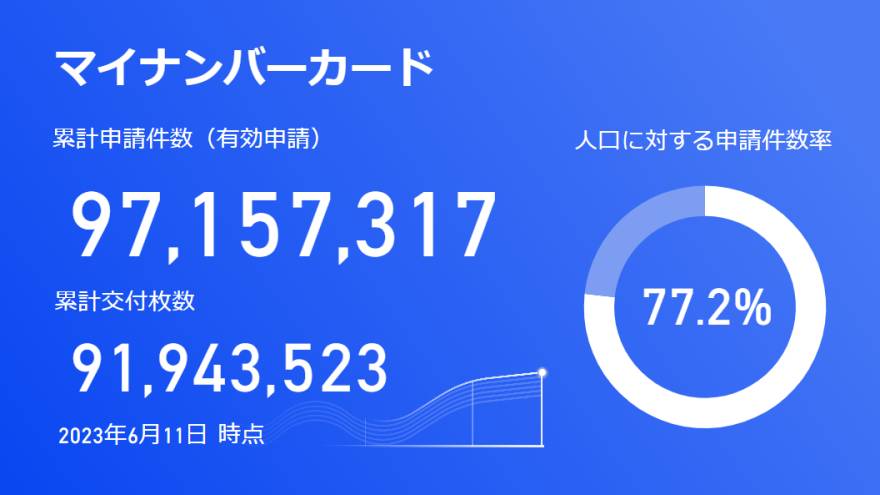 マイナンバーカード
累計申請件数（有効申請）
97,157,317
累計交付枚数
91,943,523
2023年6月11日 時点
人口に対する申請件数率
77.2%